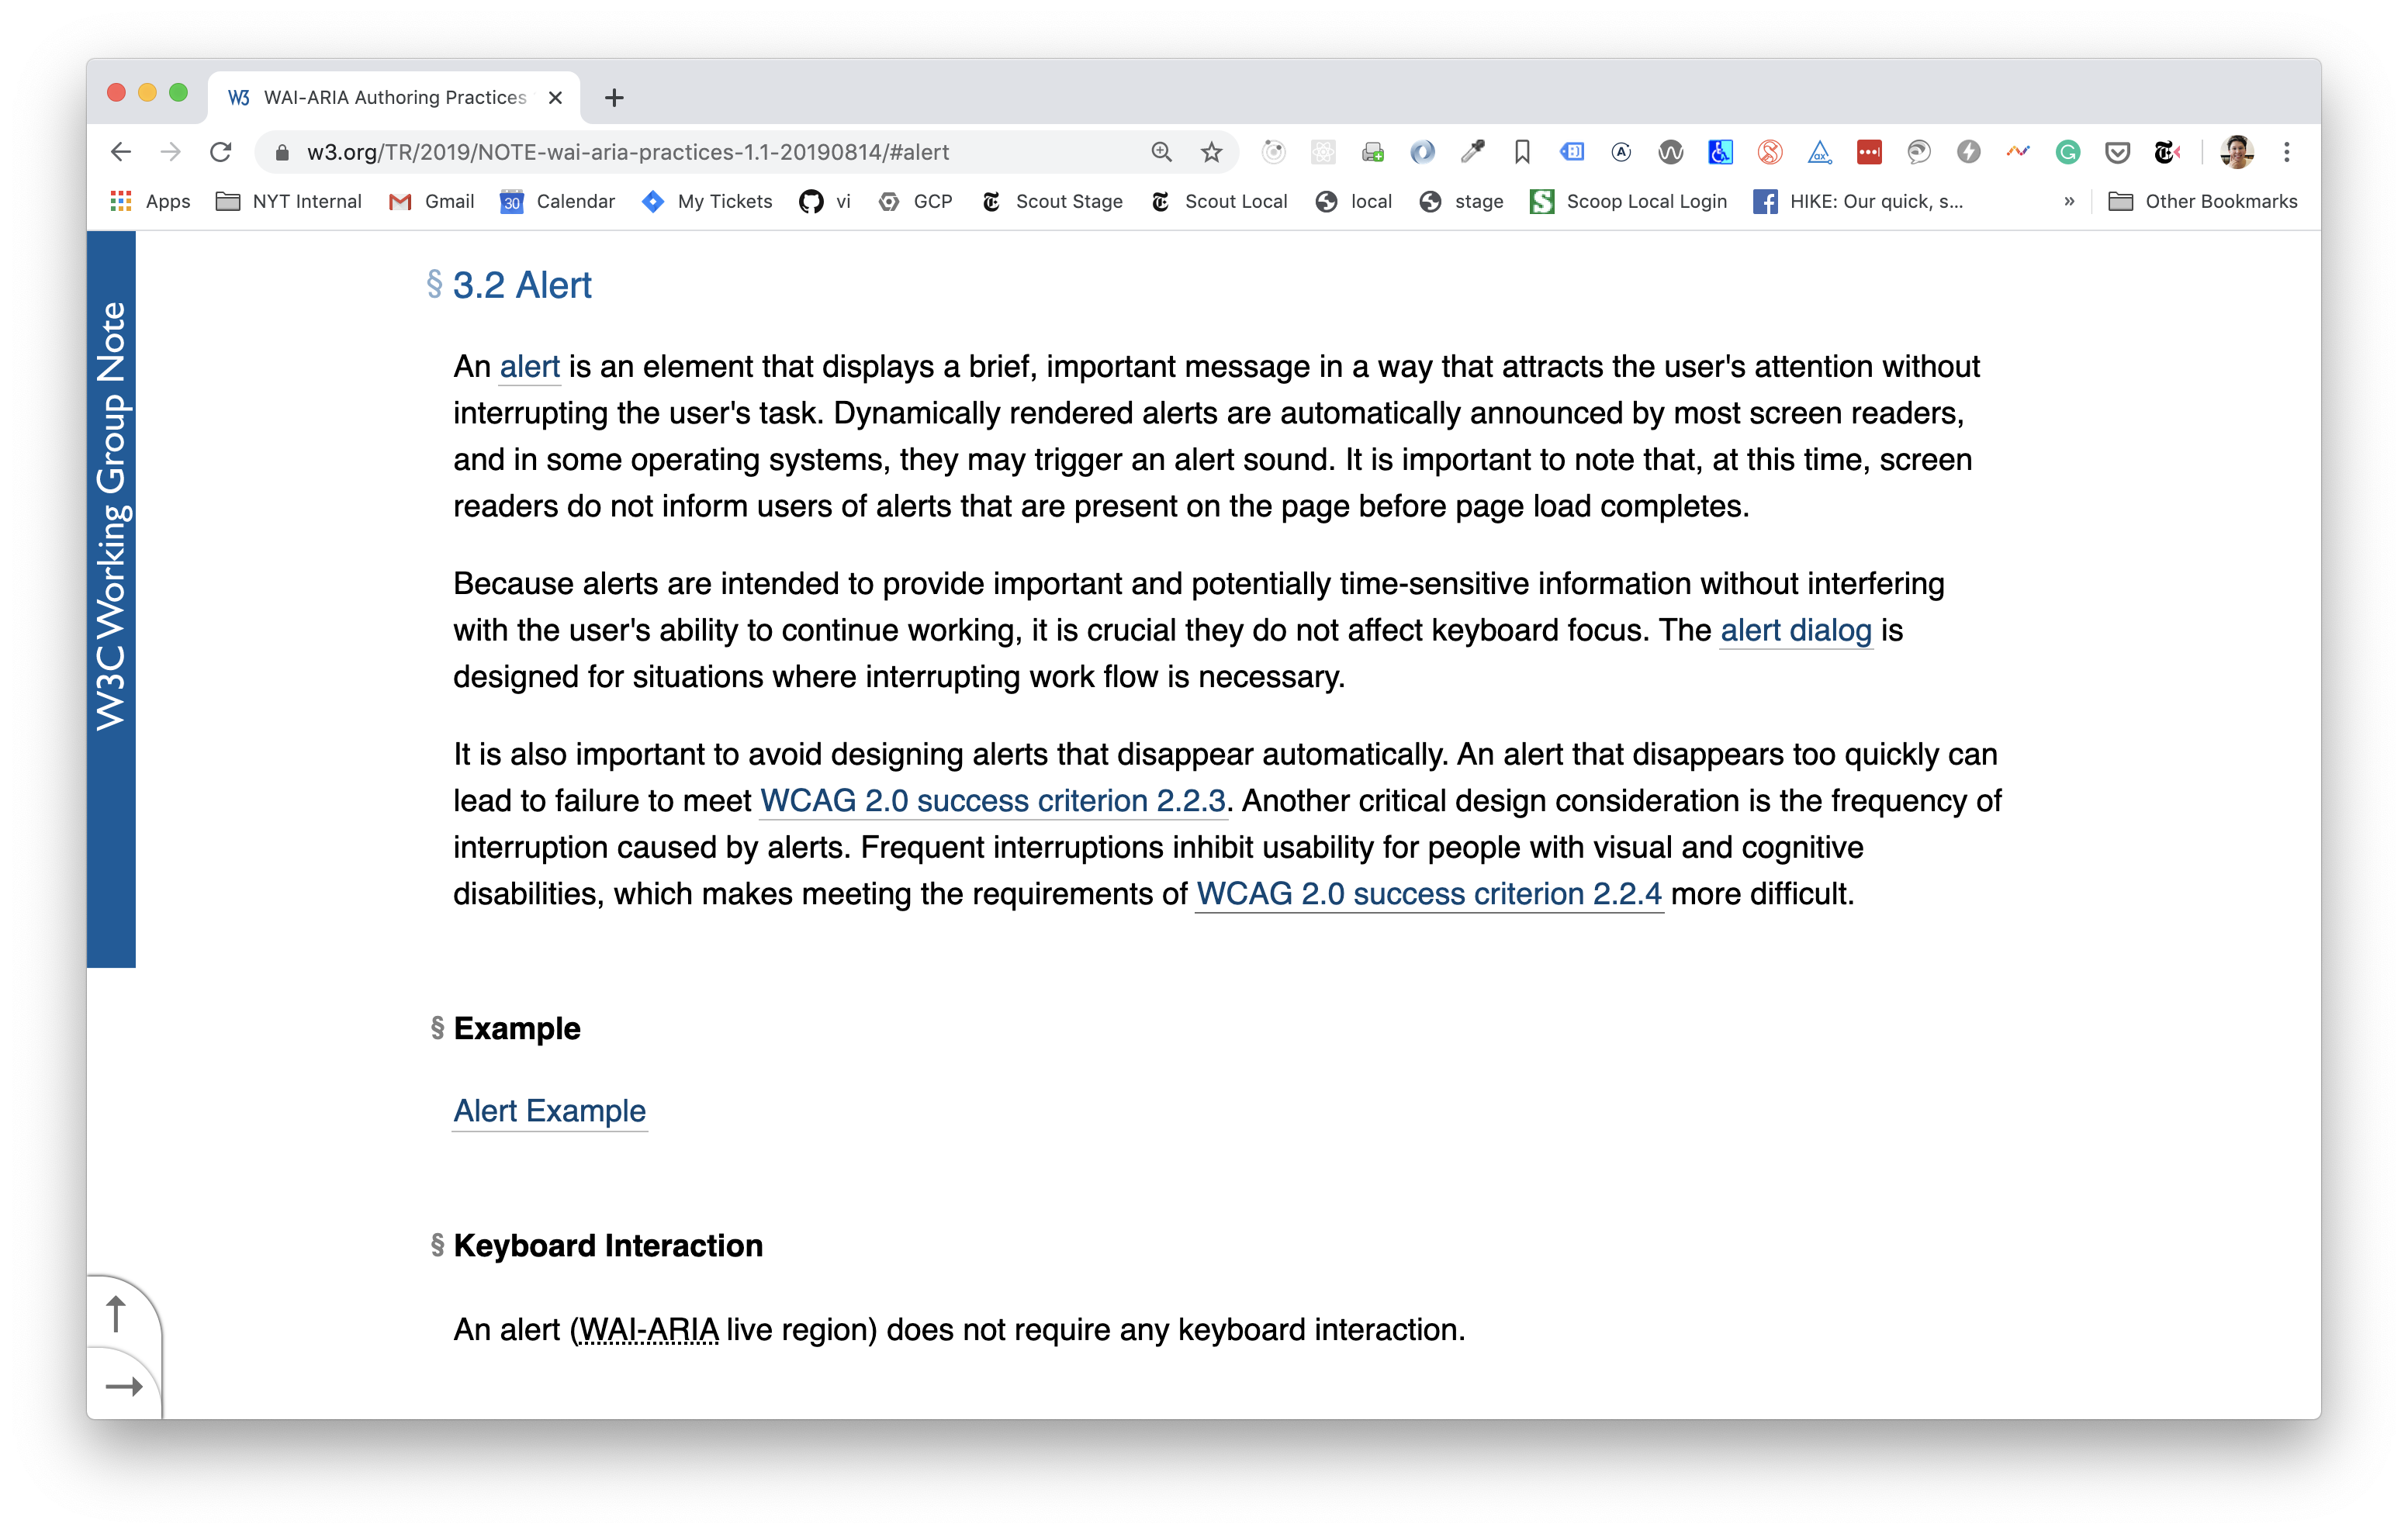 WAI-ARIA Authoring Practices
w3.org/TR/2019/NOTE-wai-aria-practices-1.1-20190814/#alert
Apps NYT Internal Gmail 30 Calendar My Tickets vi GCP Scout Stage Scout Local local stage Scoop Local Login HIKE: Our quick, s... » Other Bookmarks
W3C Working Group Note
§ 3.2 Alert
An alert is an element that displays a brief, important message in a way that attracts the user's attention without
interrupting the user's task. Dynamically rendered alerts are automatically announced by most screen readers,
and in some operating systems, they may trigger an alert sound. It is important to note that, at this time, screen
readers do not inform users of alerts that are present on the page before page load completes.
Because alerts are intended to provide important and potentially time-sensitive information without interfering
with the user's ability to continue working, it is crucial they do not affect keyboard focus. The alert dialog is
designed for situations where interrupting work flow is necessary.
It is also important to avoid designing alerts that disappear automatically. An alert that disappears too quickly can
lead to failure to meet WCAG 2.0 success criterion 2.2.3. Another critical design consideration is the frequency of
interruption caused by alerts. Frequent interruptions inhibit usability for people with visual and cognitive
disabilities, which makes meeting the requirements of WCAG 2.0 success criterion 2.2.4 more difficult.
§ Example
Alert Example
§ Keyboard Interaction
An alert (WAI-ARIA live region) does not require any keyboard interaction.